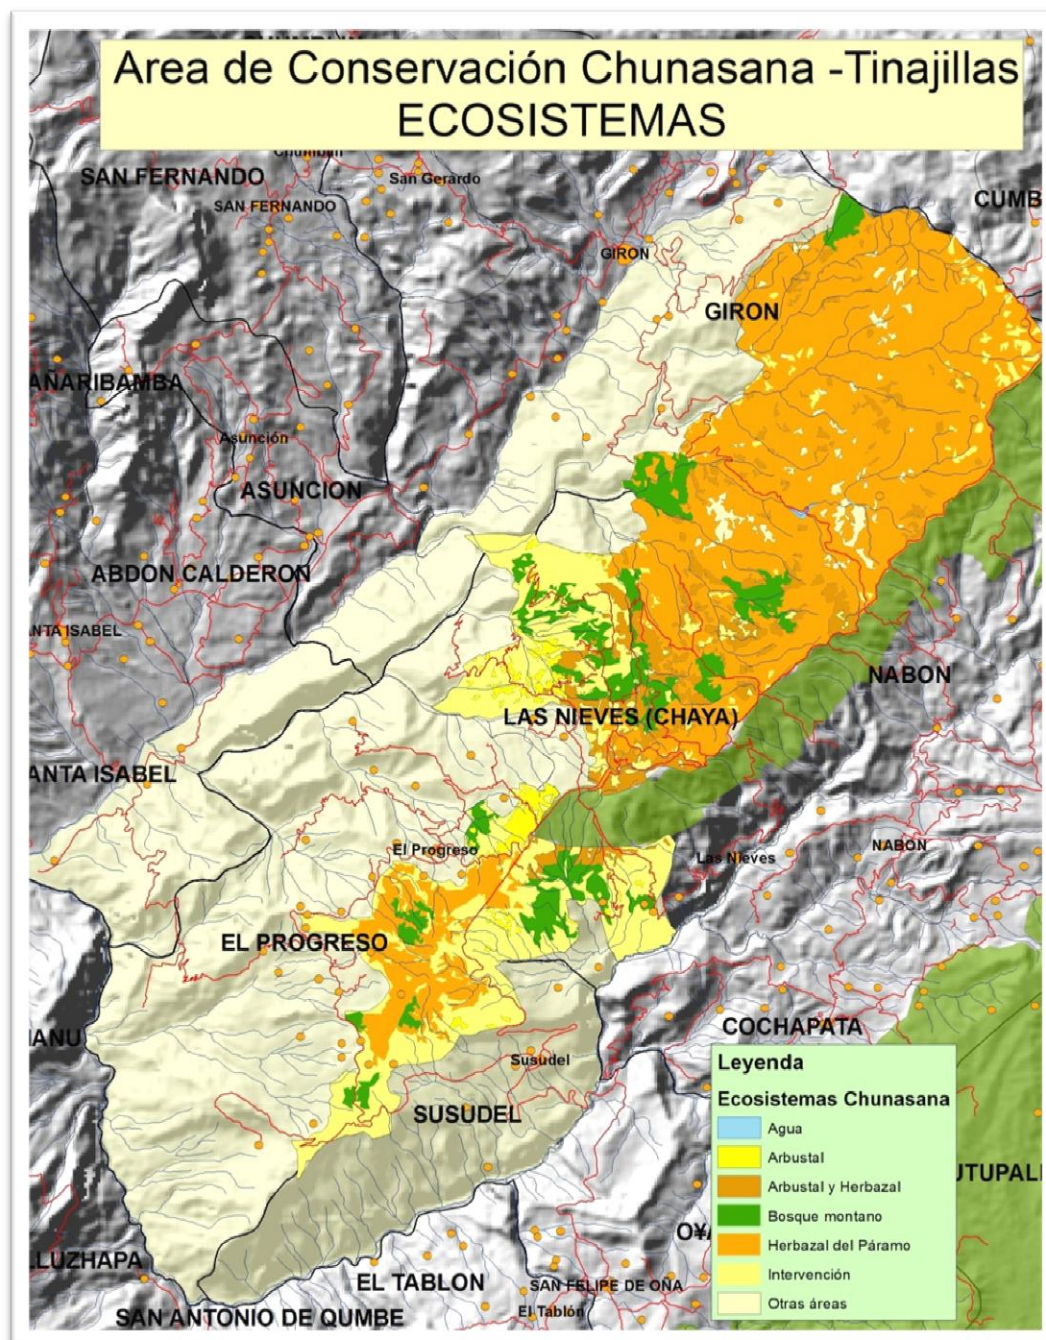 Area de Conservación Chunasana -Tinajillas
ECOSISTEMAS
SAN FERNANDO
San Gerardo
CUMB
SAN FERNANDO
GIRON
GIRON
AÑARIBAMBA
Asunción
ASUNCION
ABDON CALDERON
ANTA ISABEL
NABON
LAS NIEVES (CHAYA)
ANTA ISABEL
El Progreso
Las Nieves
NABON
EL PROGRESO
COCHAPATA
Susudel
SUSUDEL
Leyenda
Ecosistemas Chunasana
Agua
Arbustal
Arbustal y Herbazal
Bosque montano
Herbazal del Páramo
Intervención
Otras áreas
UTUPALI
LLUZHAPA
EL TABLON
SAN FELIPE DE OÑA
El Tablón
SAN ANTONIO DE QUMBE